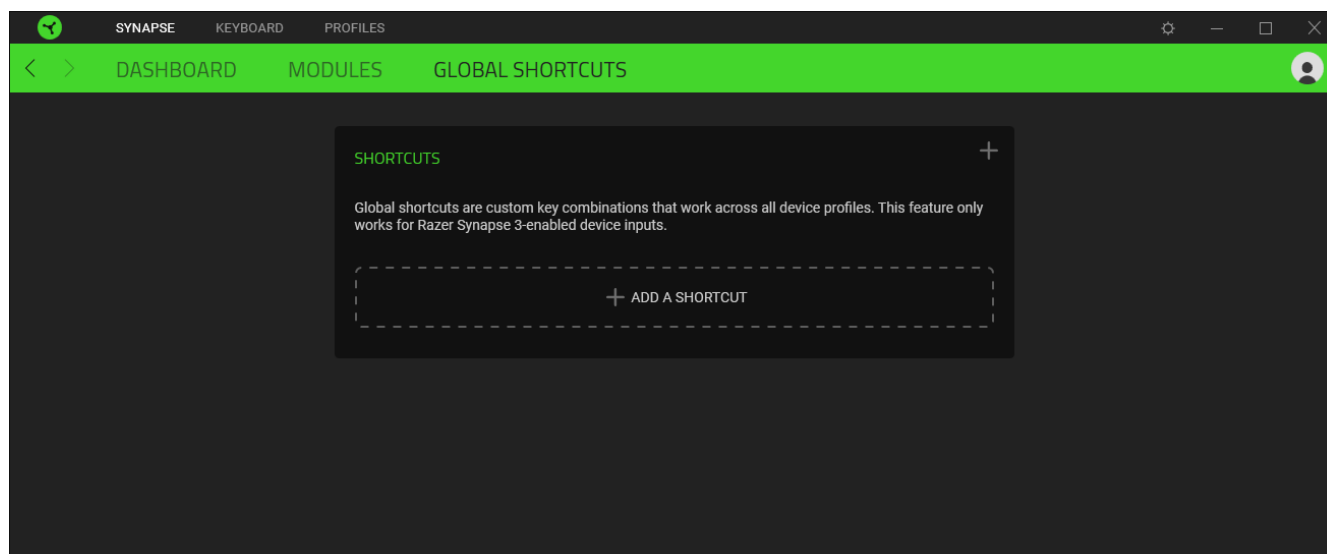 SYNAPSE KEYBOARD PROFILES
DASHBOARD MODULES GLOBAL SHORTCUTS
SHORTCUTS
Global shortcuts are custom key combinations that work across all device profiles. This feature only
works for Razer Synapse 3-enabled device inputs.
ADD A SHORTCUT